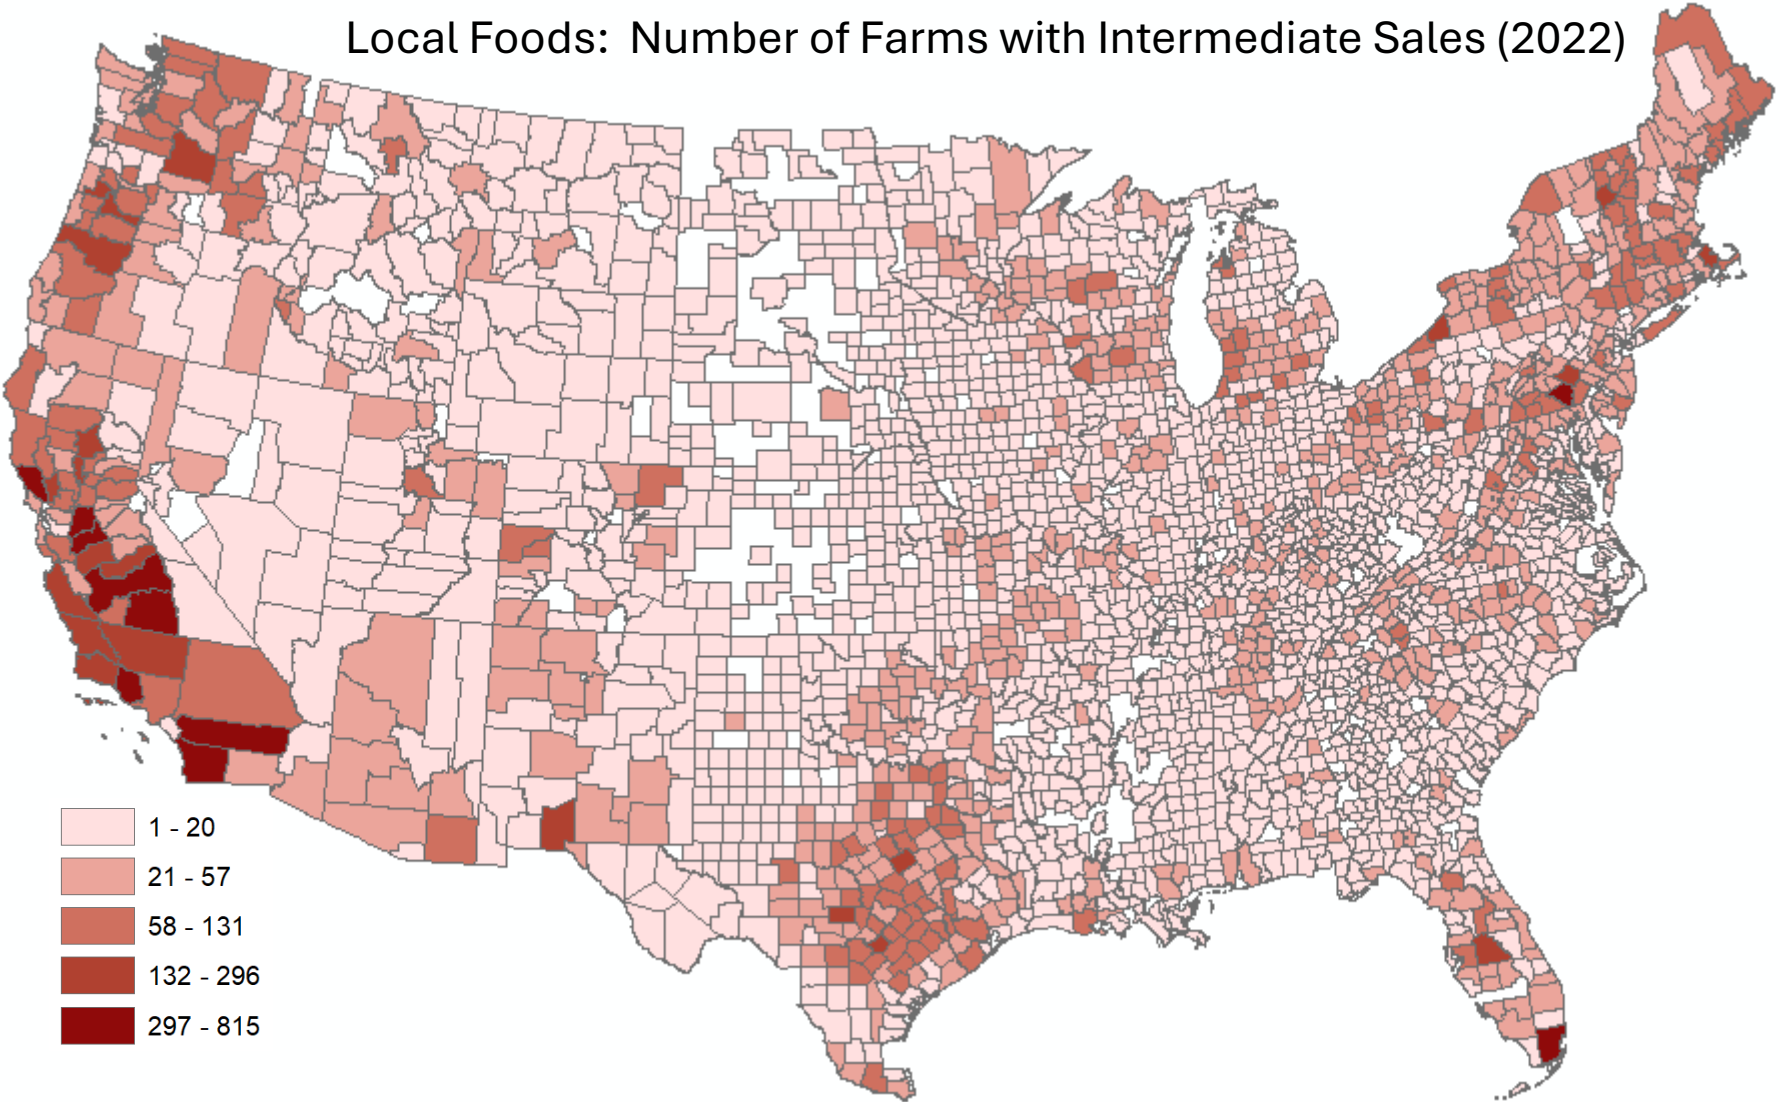 Local Foods:  Number of Farms with Intermediate Sales (2022)
1 - 20
21 - 57
58 - 131
132 - 296
297 - 815